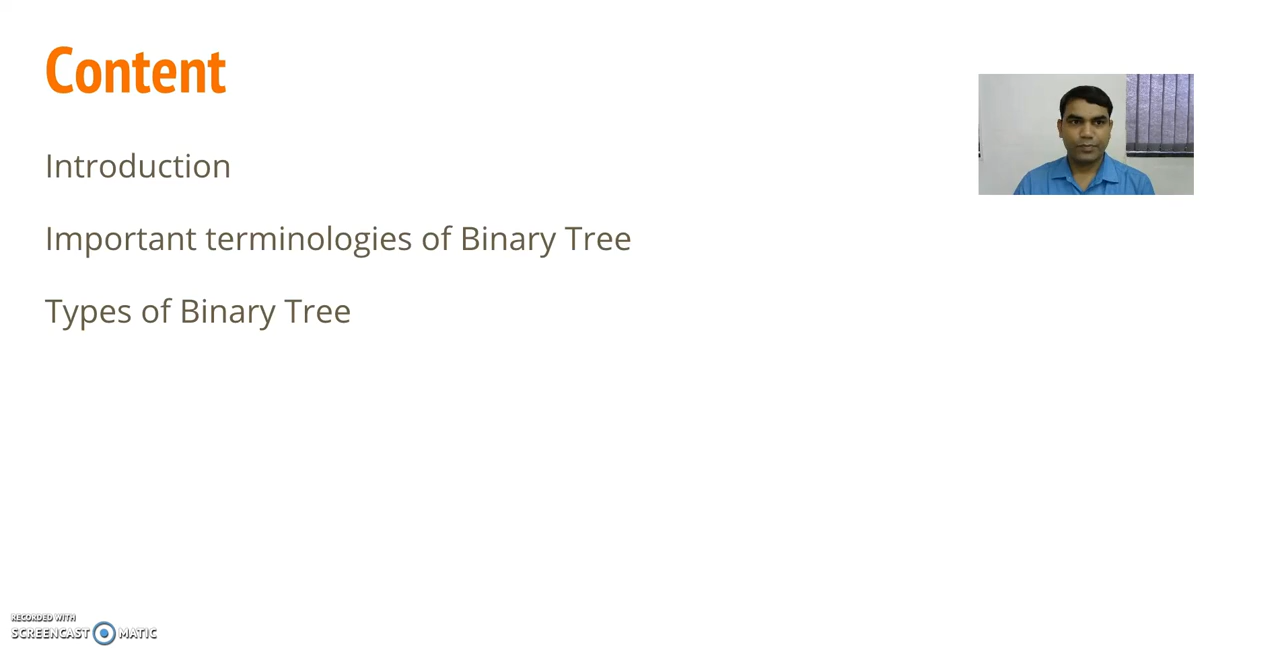 Content
Introduction
Important terminologies of Binary Tree
Types of Binary Tree
RECORDED WITH
SCREENCAST MATIC